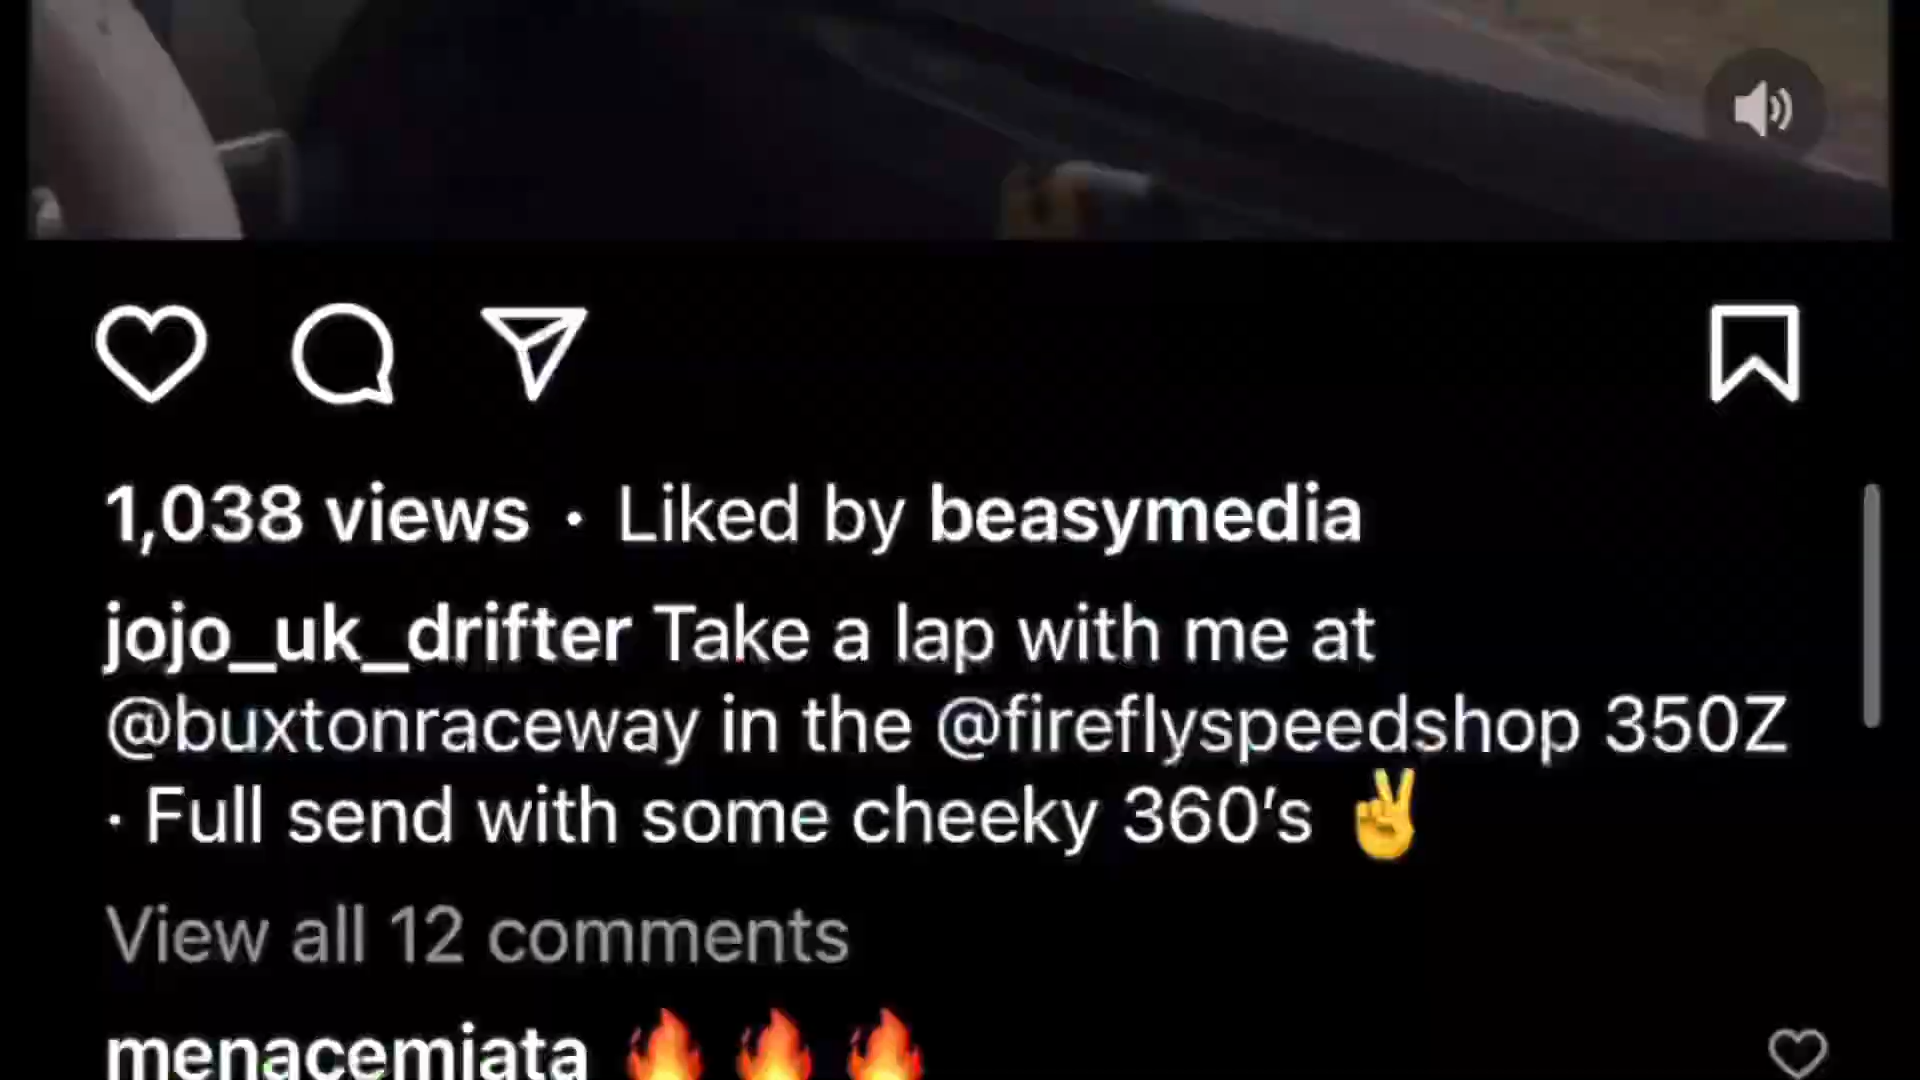 1,038 views · Liked by beasymedia
jojo_uk_drifter Take a lap with me at
@buxtonraceway in the @fireflyspeedshop 350Z
· Full send with some cheeky 360’s ✌️
View all 12 comments
menacemiata 🔥🔥🔥